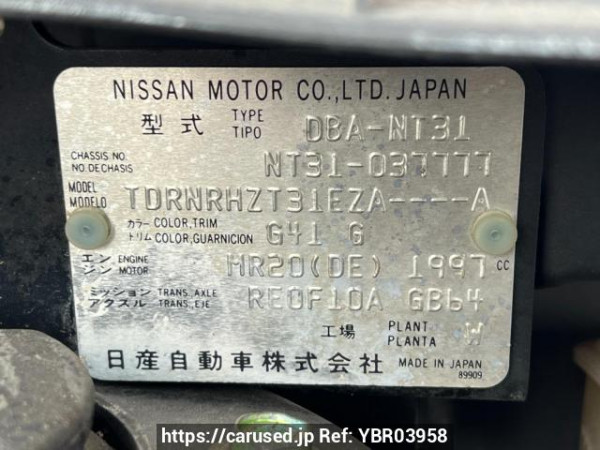 NISSAN MOTOR CO.,LTD. JAPAN
型式 TYPE TIPO DBA-NT31
CHASSIS NO. NO.DE CHASIS NT31-037777
MODEL MODELO TDRNRHZT31EZA----A
カラー COLOR,TRIM トリム COLOR,GUARNICION G41 G
エンジン ENGINE MOTOR MR20(DE) 1997 CC
ミッション TRANS. AXLE アクスル TRANS. EJE RE0F10A GB64
工場 PLANT PLANTA W
日産自動車株式会社 MADE IN JAPAN
89909
https://carused.jp Ref: YBR03958